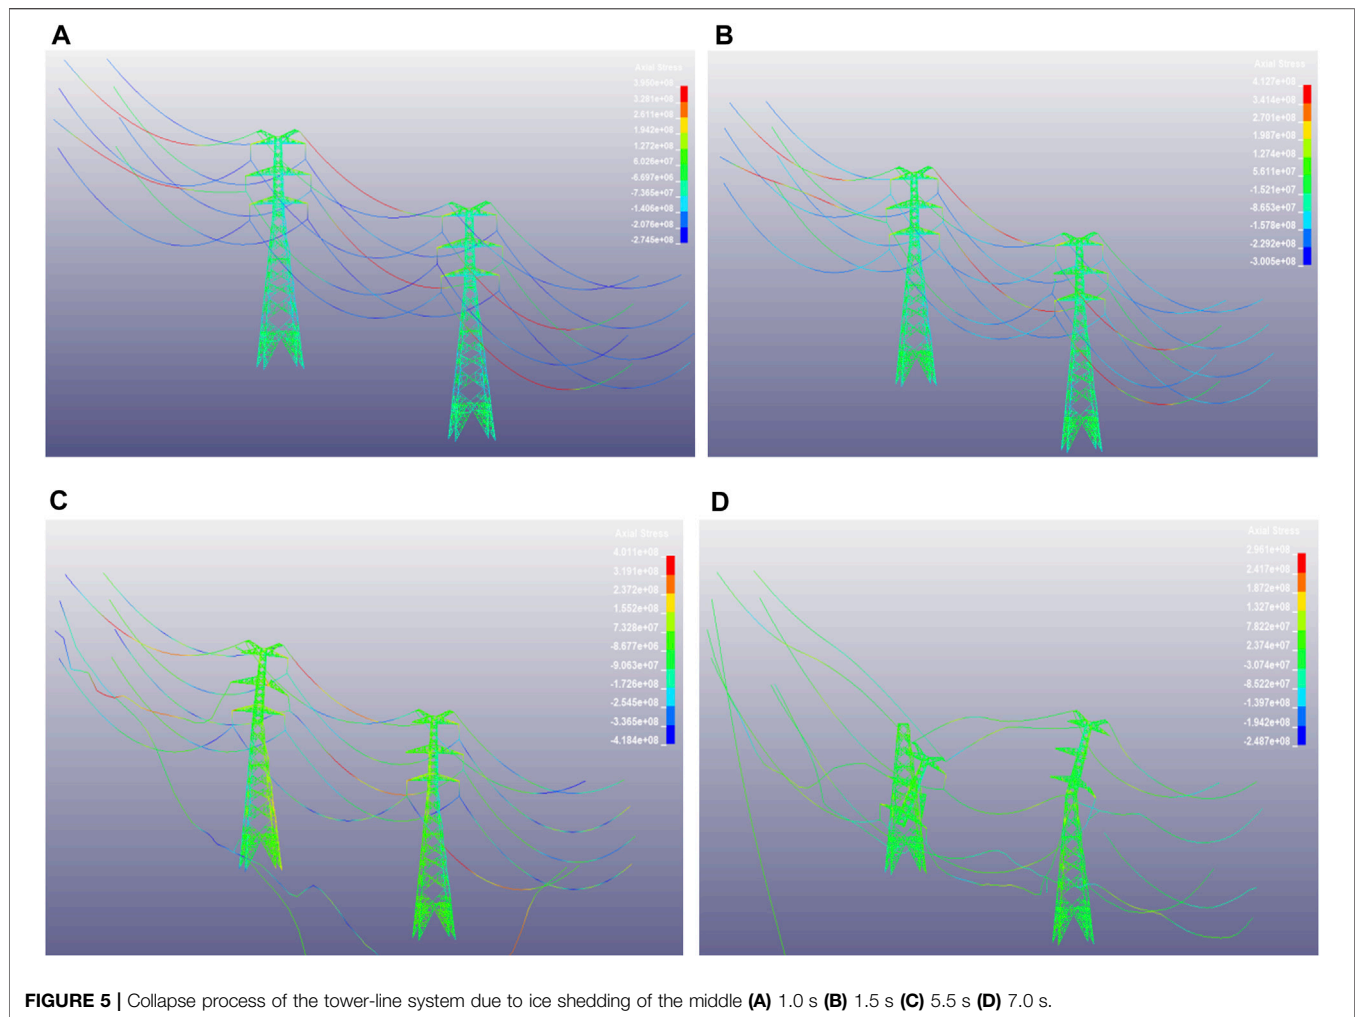 A
Axial Stress
3.950e+08
3.281e+08
2.611e+08
1.942e+08
1.272e+08
6.026e+07
-6.697e+06
-7.365e+07
-1.406e+08
-2.076e+08
-2.745e+08
B
Axial Stress
4.127e+08
3.414e+08
2.701e+08
1.987e+08
1.274e+08
5.611e+07
-1.521e+07
-8.653e+07
-1.578e+08
-2.292e+08
-3.005e+08
C
Axial Stress
4.011e+08
3.191e+08
2.372e+08
1.552e+08
7.328e+07
-8.677e+06
-9.063e+07
-1.726e+08
-2.545e+08
-3.365e+08
-4.184e+08
D
Axial Stress
2.961e+08
2.417e+08
1.872e+08
1.327e+08
7.822e+07
2.374e+07
-3.074e+07
-8.522e+07
-1.397e+08
-1.942e+08
-2.487e+08
FIGURE 5 | Collapse process of the tower-line system due to ice shedding of the middle (A) 1.0 s (B) 1.5 s (C) 5.5 s (D) 7.0 s.